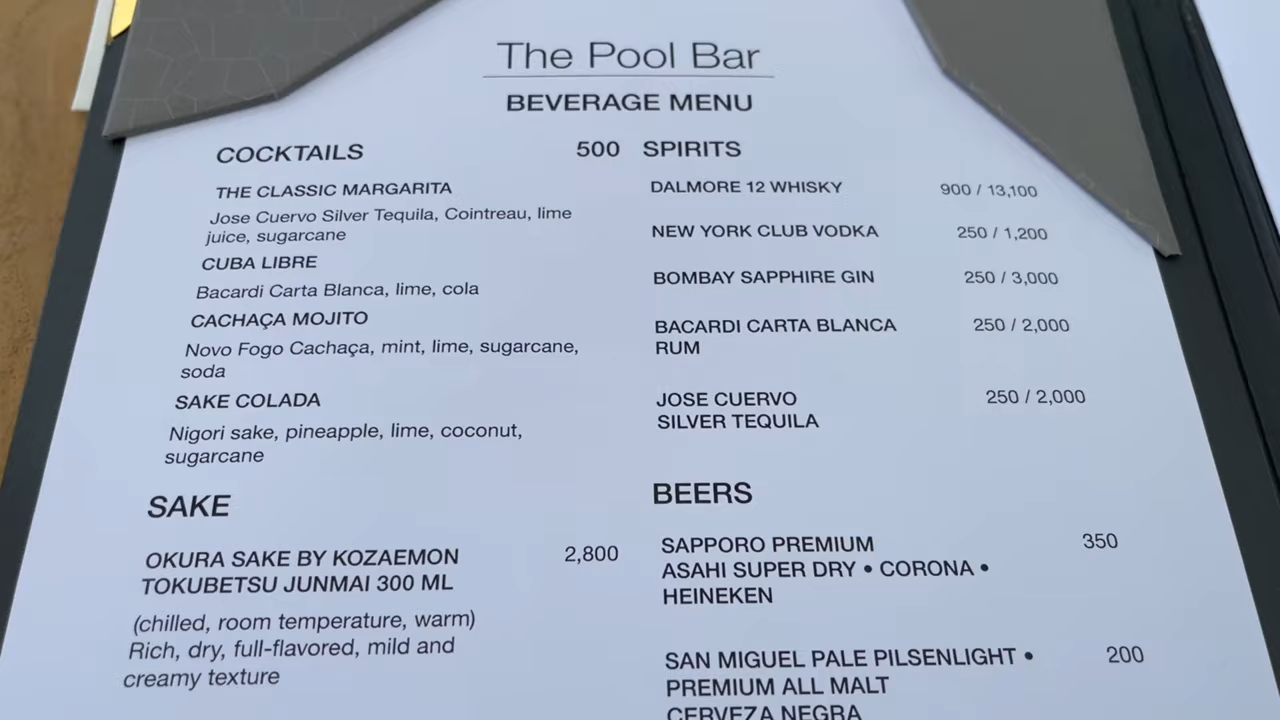 The Pool Bar
BEVERAGE MENU
COCKTAILS 500
THE CLASSIC MARGARITA
Jose Cuervo Silver Tequila, Cointreau, lime
juice, sugarcane
CUBA LIBRE
Bacardi Carta Blanca, lime, cola
CACHAÇA MOJITO
Novo Fogo Cachaça, mint, lime, sugarcane,
soda
SAKE COLADA
Nigori sake, pineapple, lime, coconut,
sugarcane
SAKE
OKURA SAKE BY KOZAEMON 2,800
TOKUBETSU JUNMAI 300 ML
(chilled, room temperature, warm)
Rich, dry, full-flavored, mild and
creamy texture
SPIRITS
DALMORE 12 WHISKY 900 / 13,100
NEW YORK CLUB VODKA 250 / 1,200
BOMBAY SAPPHIRE GIN 250 / 3,000
BACARDI CARTA BLANCA 250 / 2,000
RUM
JOSE CUERVO 250 / 2,000
SILVER TEQUILA
BEERS
SAPPORO PREMIUM 350
ASAHI SUPER DRY • CORONA •
HEINEKEN
SAN MIGUEL PALE PILSENLIGHT • 200
PREMIUM ALL MALT
CERVEZA NEGRA